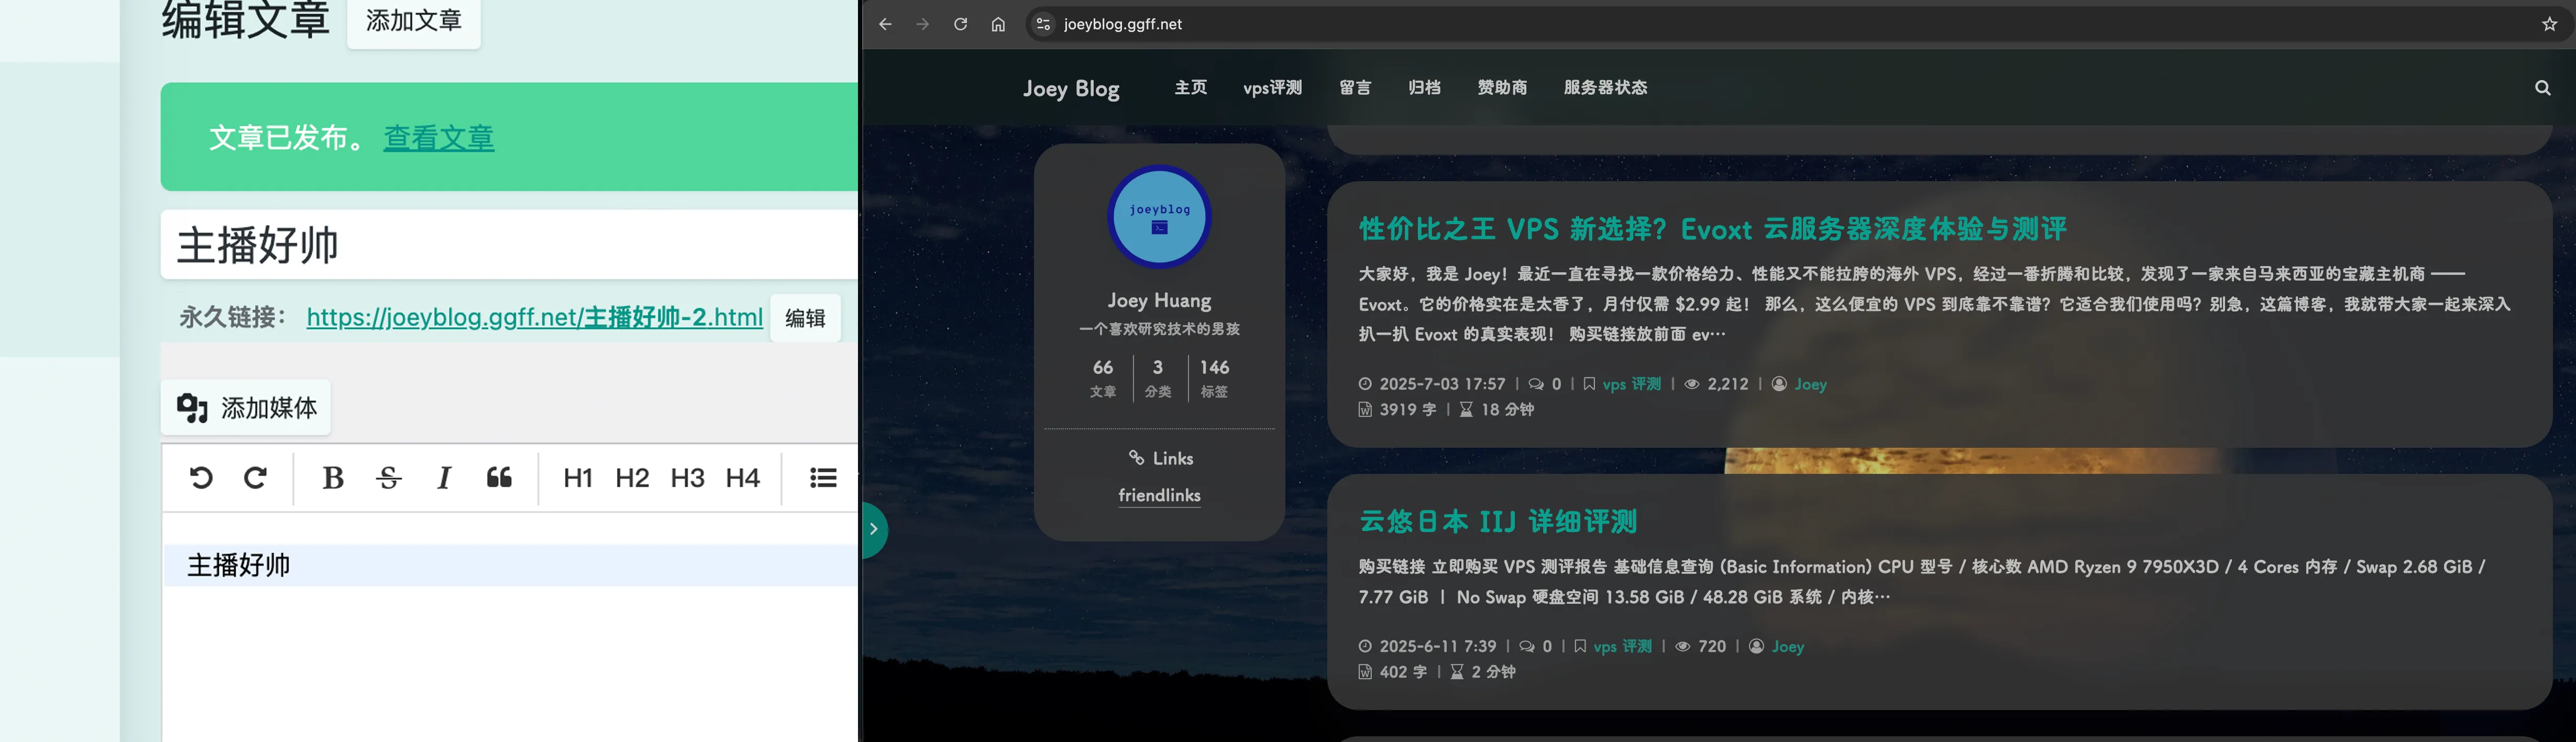 编辑文章 添加文章
文章已发布。 查看文章
主播好帅
永久链接： https://joeyblog.ggff.net/主播好帅-2.html 编辑
添加媒体
B S I H1 H2 H3 H4
主播好帅
joeyblog.ggff.net
Joey Blog 主页 vps评测 留言 归档 赞助商 服务器状态
joeyblog
Joey Huang
一个喜欢研究技术的男孩
66 3 146
文章 分类 标签
Links
friendlinks
性价比之王 VPS 新选择？Evoxt 云服务器深度体验与测评
大家好，我是 Joey！最近一直在寻找一款价格给力、性能又不能拉胯的海外 VPS，经过一番折腾和比较，发现了一家来自马来西亚的宝藏主机商 ——
Evoxt。它的价格实在是太香了，月付仅需 $2.99 起！ 那么，这么便宜的 VPS 到底靠不靠谱？它适合我们使用吗？别急，这篇博客，我就带大家一起来深入
扒一扒 Evoxt 的真实表现！ 购买链接放前面 ev…
2025-7-03 17:57 | 0 | vps 评测 | 2,212 | Joey
3919 字 | 18 分钟
云悠日本 IIJ 详细评测
购买链接 立即购买 VPS 测评报告 基础信息查询 (Basic Information) CPU 型号 / 核心数 AMD Ryzen 9 7950X3D / 4 Cores 内存 / Swap 2.68 GiB /
7.77 GiB | No Swap 硬盘空间 13.58 GiB / 48.28 GiB 系统 / 内核…
2025-6-11 7:39 | 0 | vps 评测 | 720 | Joey
402 字 | 2 分钟